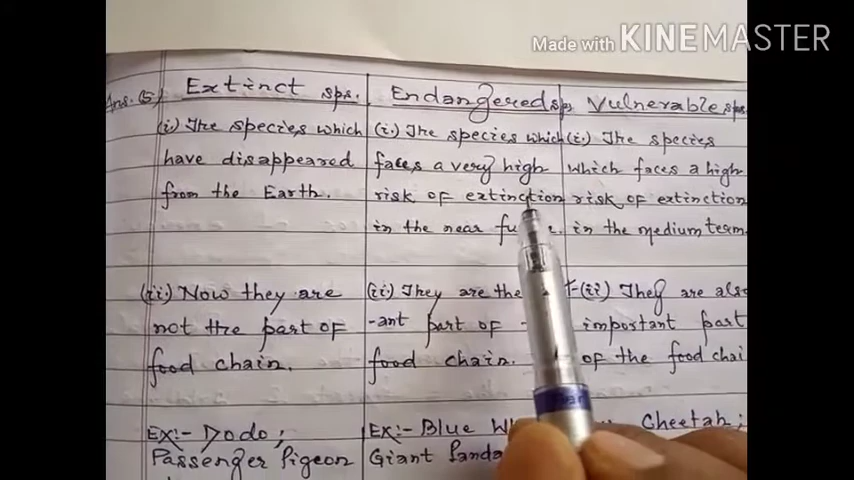 Made with KINEMASTER
Ans.(5) Extinct sps. Endangered sps. Vulnerable sps.
(i.) The species which (i.) The species which (i.) The species
have disappeared faces a very high which faces a high
from the Earth. risk of extinction risk of extinction
in the near in the medium term.
(ii.) Now they are (ii.) They are the (ii) They are also
not the part of -ant part of important part
food chain. food chain. of the food chai
Ex:- Dodo; Ex:- Blue Cheetah;
Passenger Pigeon Giant Panda